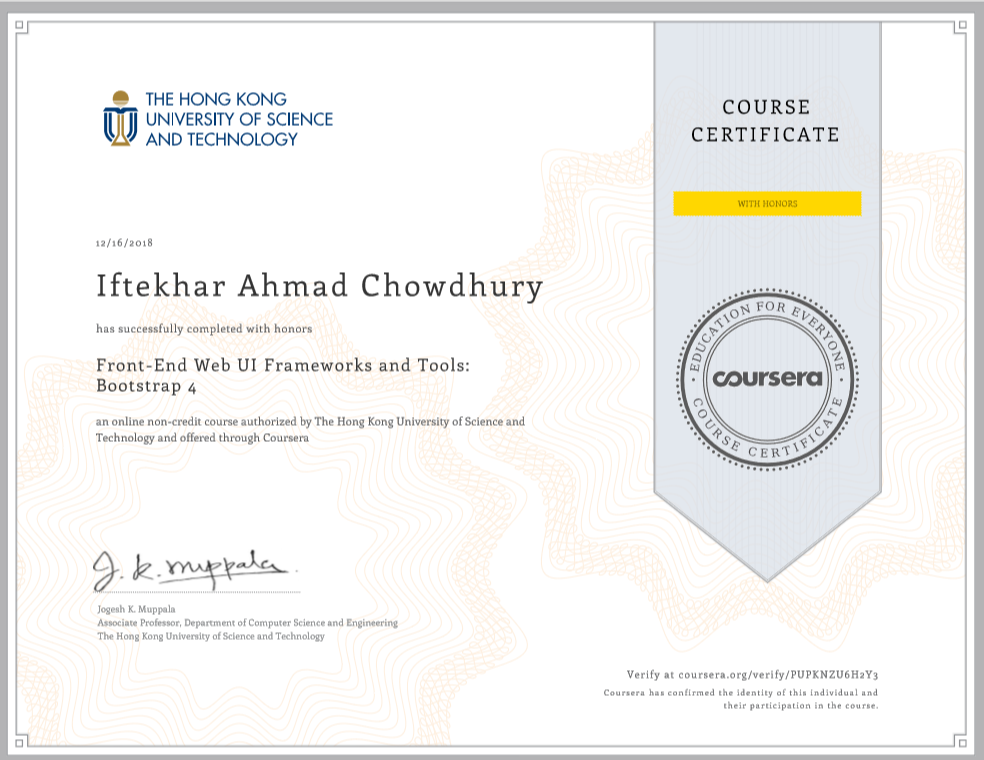 THE HONG KONG
UNIVERSITY OF SCIENCE
AND TECHNOLOGY
COURSE
CERTIFICATE
WITH HONORS
12/16/2018
Iftekhar Ahmad Chowdhury
has successfully completed with honors
Front-End Web UI Frameworks and Tools:
Bootstrap 4
an online non-credit course authorized by The Hong Kong University of Science and
Technology and offered through Coursera
EDUCATION FOR EVERYONE
coursera
COURSE CERTIFICATE
J. K. Muppala
Jogesh K. Muppala
Associate Professor, Department of Computer Science and Engineering
The Hong Kong University of Science and Technology
Verify at coursera.org/verify/PUPKNZU6H2Y3
Coursera has confirmed the identity of this individual and
their participation in the course.